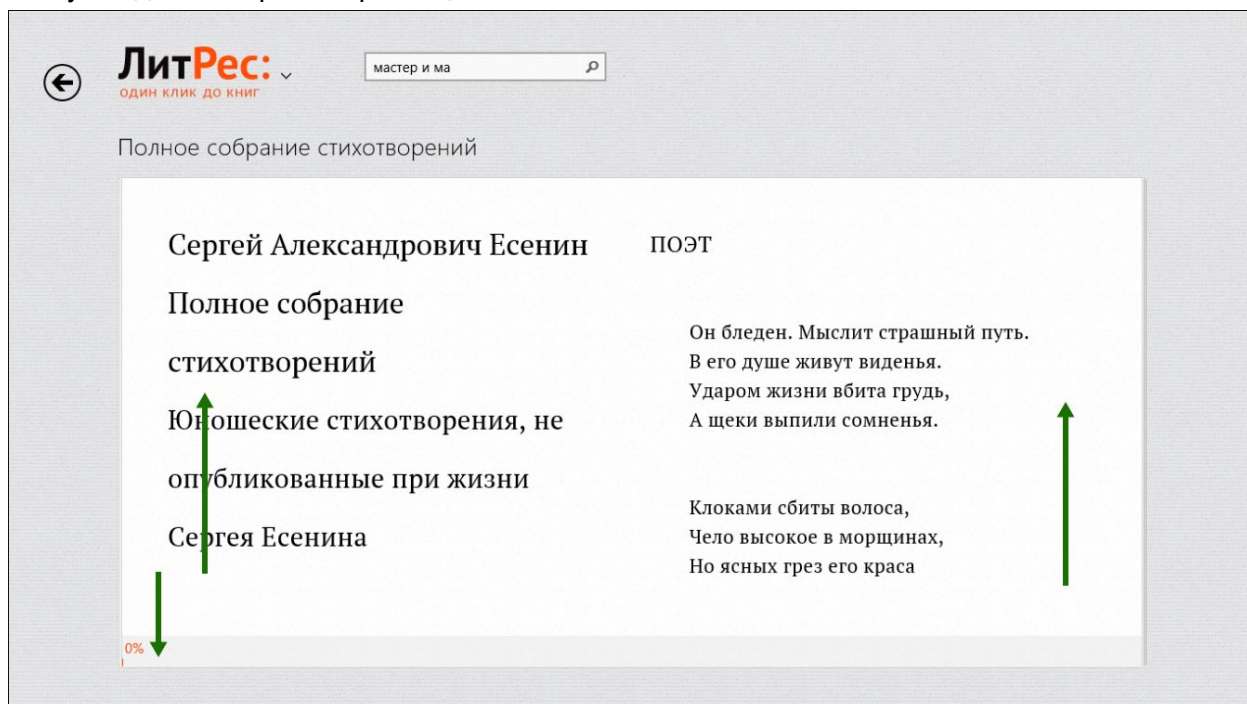 ЛитРес:
один клик до книг
мастер и ма
Полное собрание стихотворений
Сергей Александрович Есенин
Полное собрание
стихотворений
Юношеские стихотворения, не
опубликованные при жизни
Сергея Есенина
ПОЭТ
Он бледен. Мыслит страшный путь.
В его душе живут виденья.
Ударом жизни вбита грудь,
А щеки выпили сомненья.
Клоками сбиты волоса,
Чело высокое в морщинах,
Но ясных грез его краса
0%